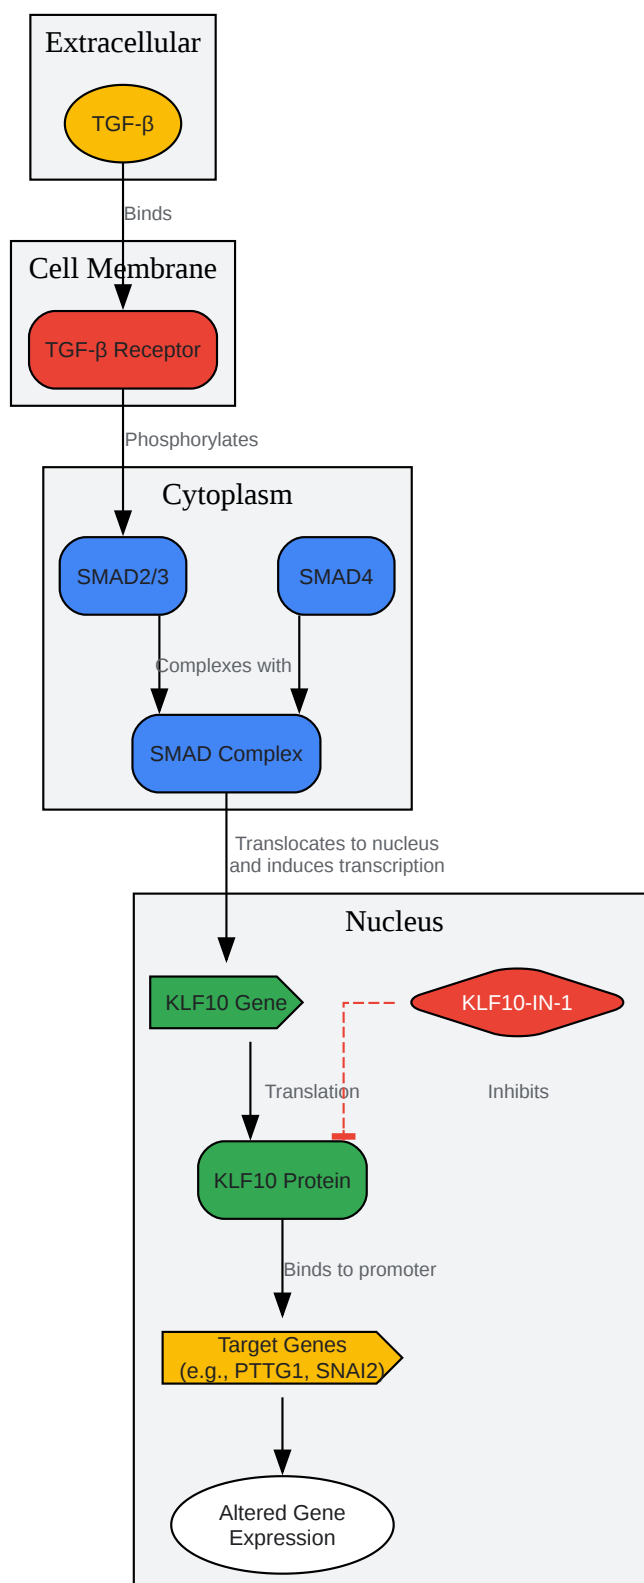 Extracellular
TGF-β
Binds
Cell Membrane
TGF-β Receptor
Phosphorylates
Cytoplasm
SMAD2/3
SMAD4
Complexes with
SMAD Complex
Translocates to nucleus
and induces transcription
Nucleus
KLF10 Gene
KLF10-IN-1
Translation
Inhibits
KLF10 Protein
Binds to promoter
Target Genes
(e.g., PTTG1, SNAI2)
Altered Gene
Expression